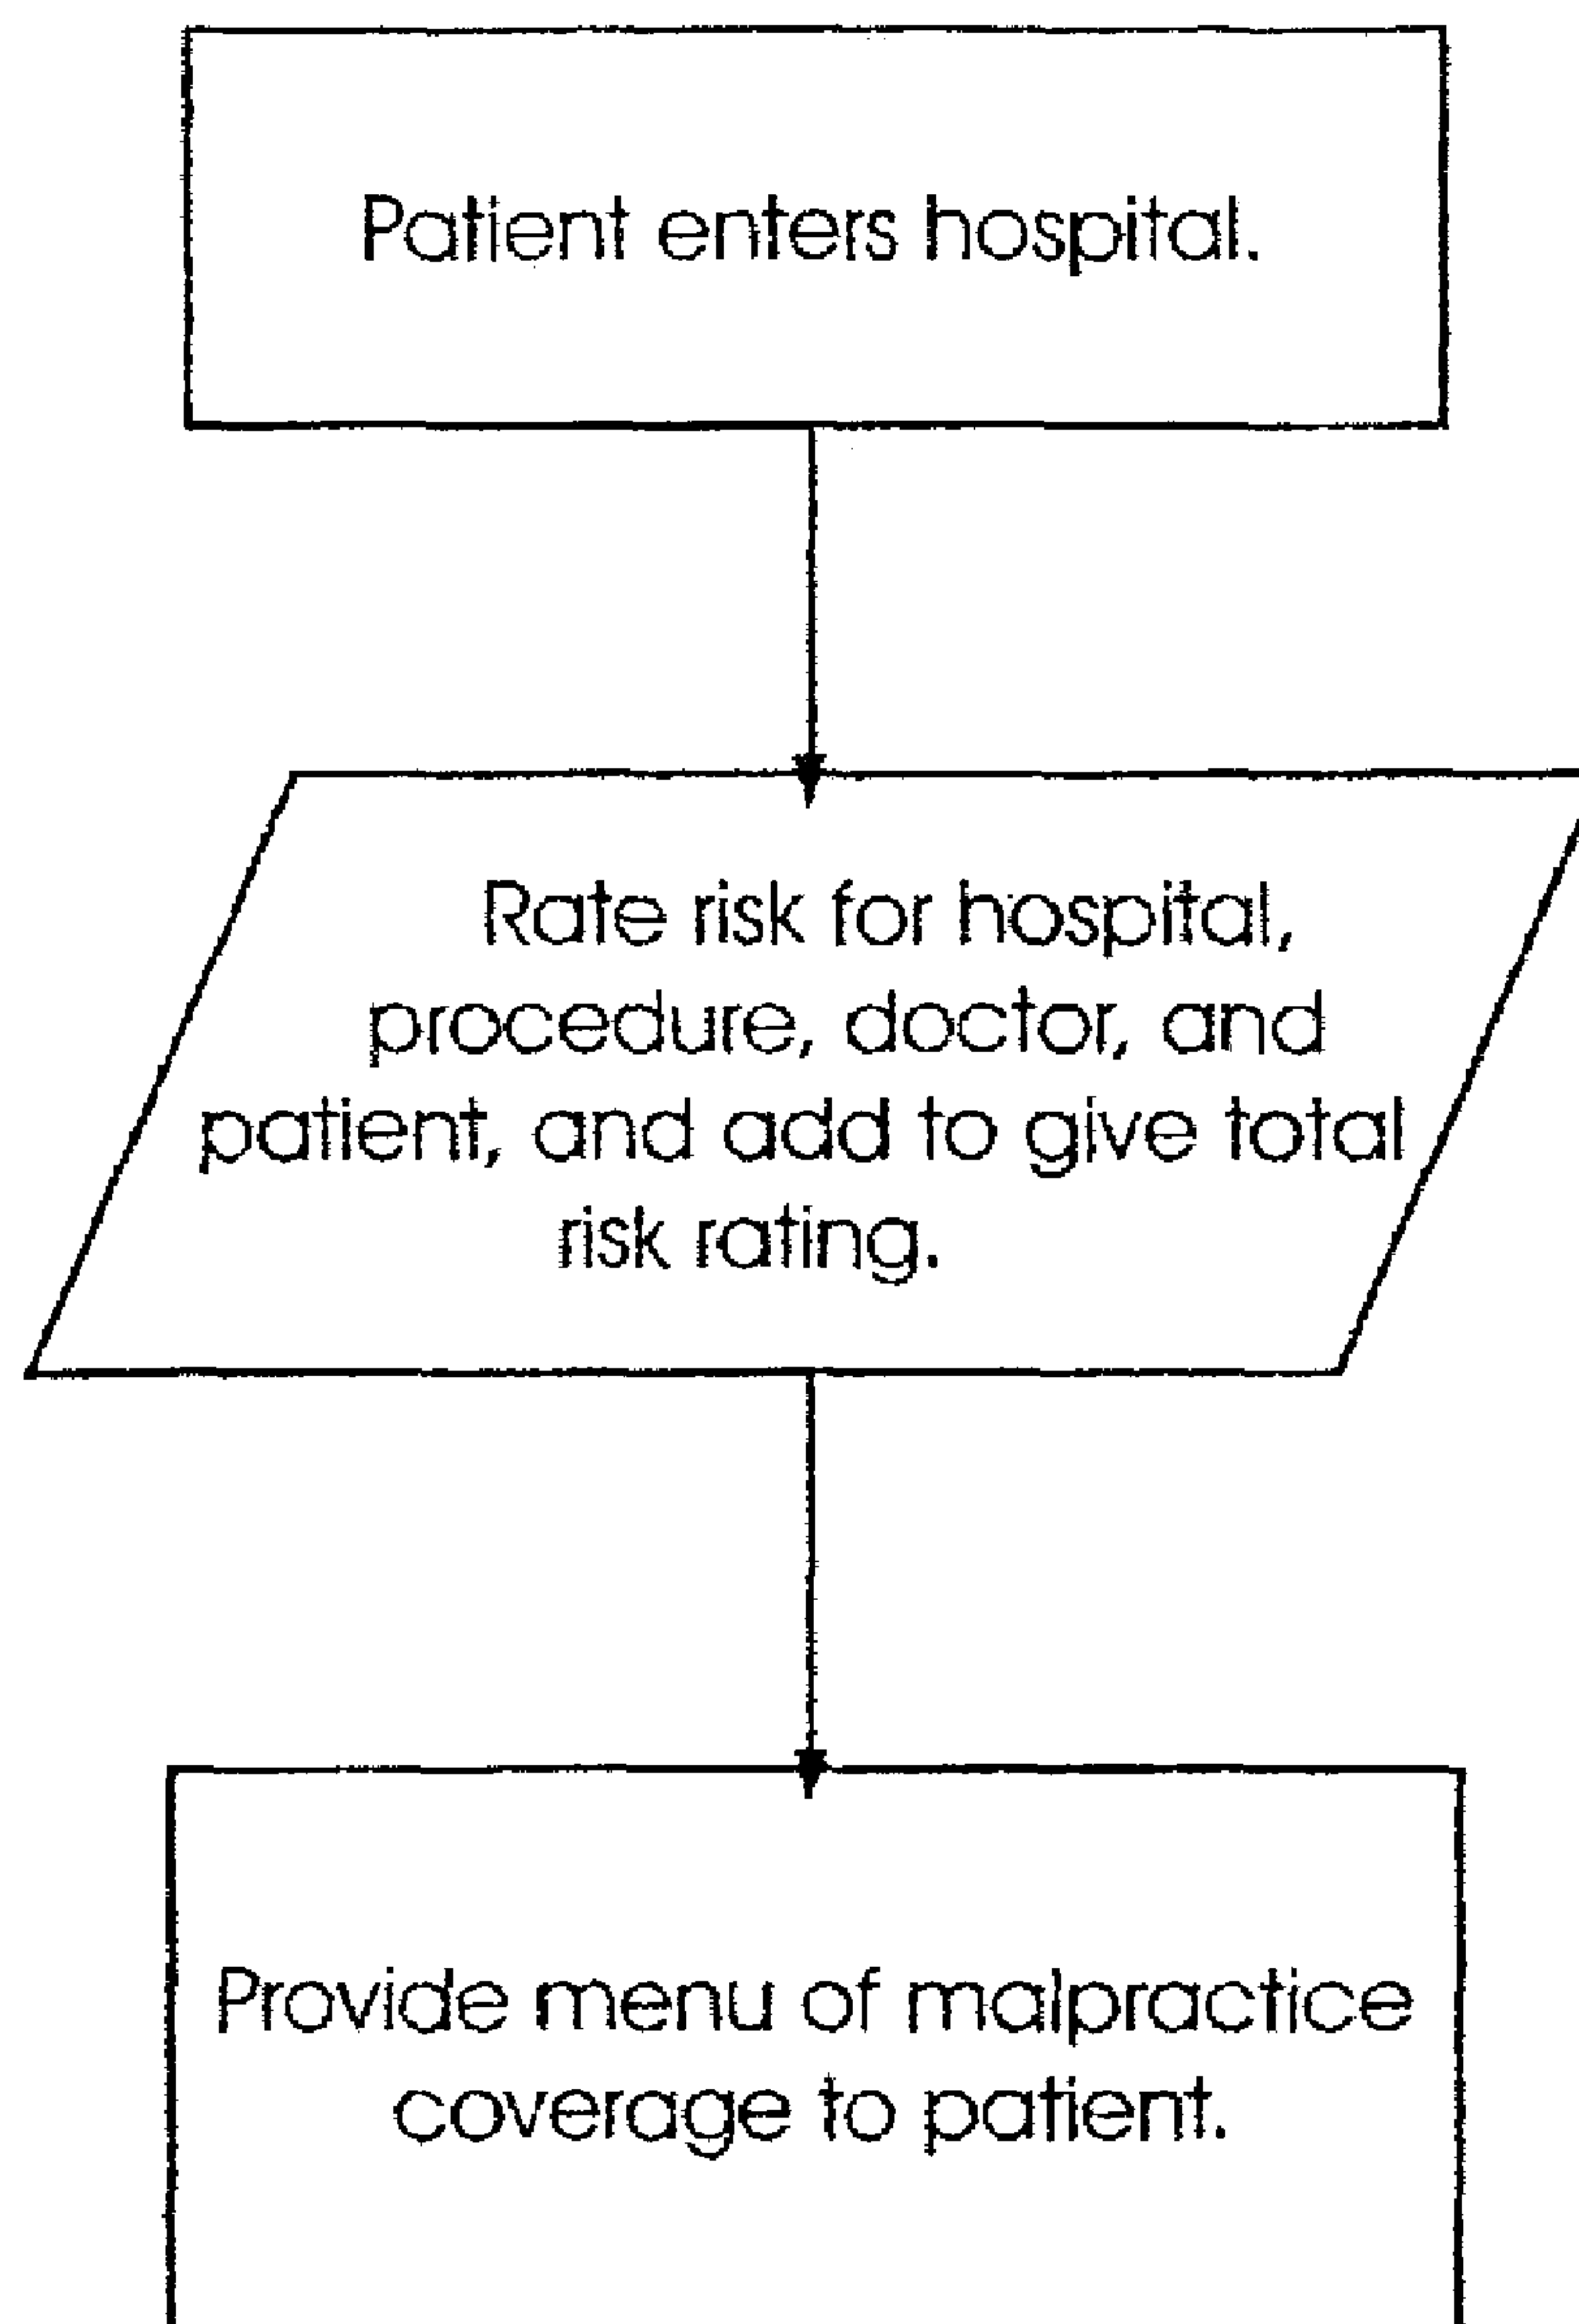 Patient enters hospital.
Rate risk for hospital,
procedure, doctor, and
patient, and add to give total
risk rating.
Provide menu of malpractice
coverage to patient.